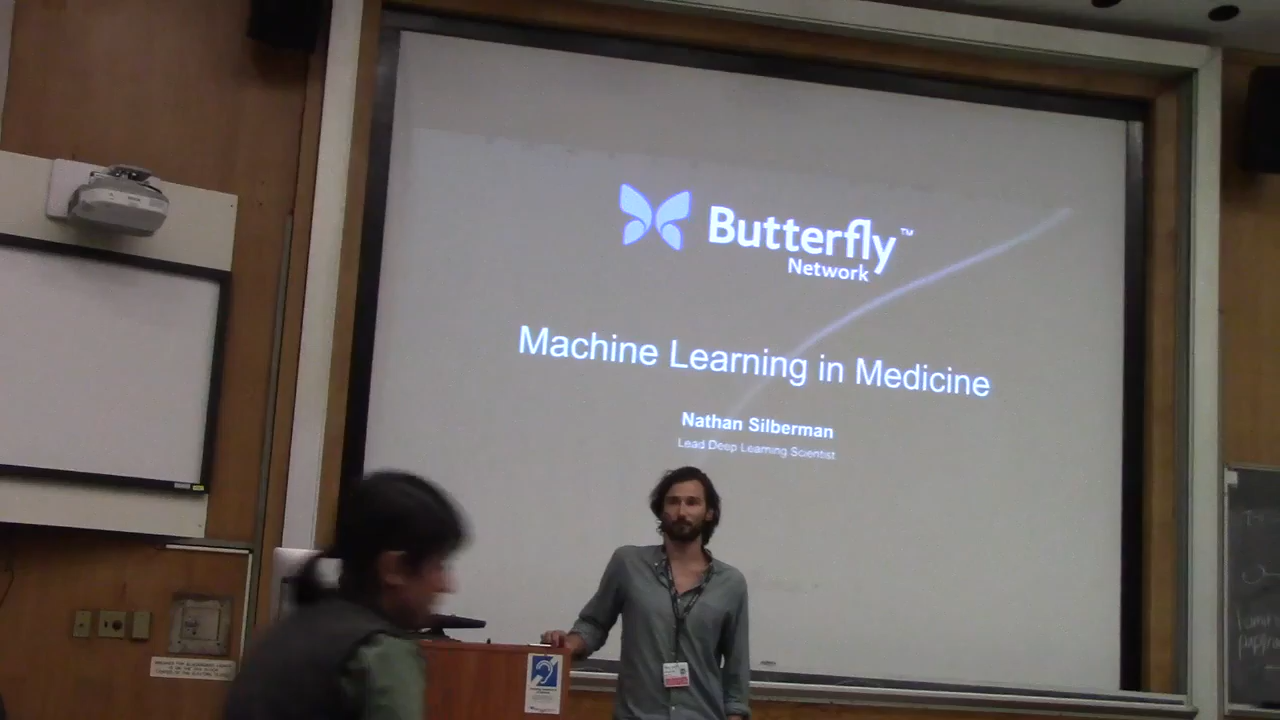 Butterfly™
Network
Machine Learning in Medicine
Nathan Silberman
Lead Deep Learning Scientist